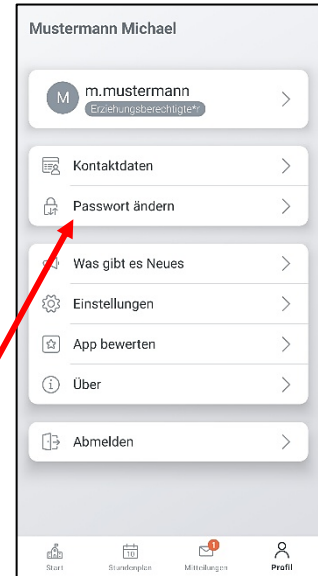 Mustermann Michael
M
m.mustermann
Erziehungsberechtigte*r
Kontaktdaten
Passwort ändern
Was gibt es Neues
Einstellungen
App bewerten
Über
Abmelden
10
1
Start Stundenplan Mitteilungen Profil